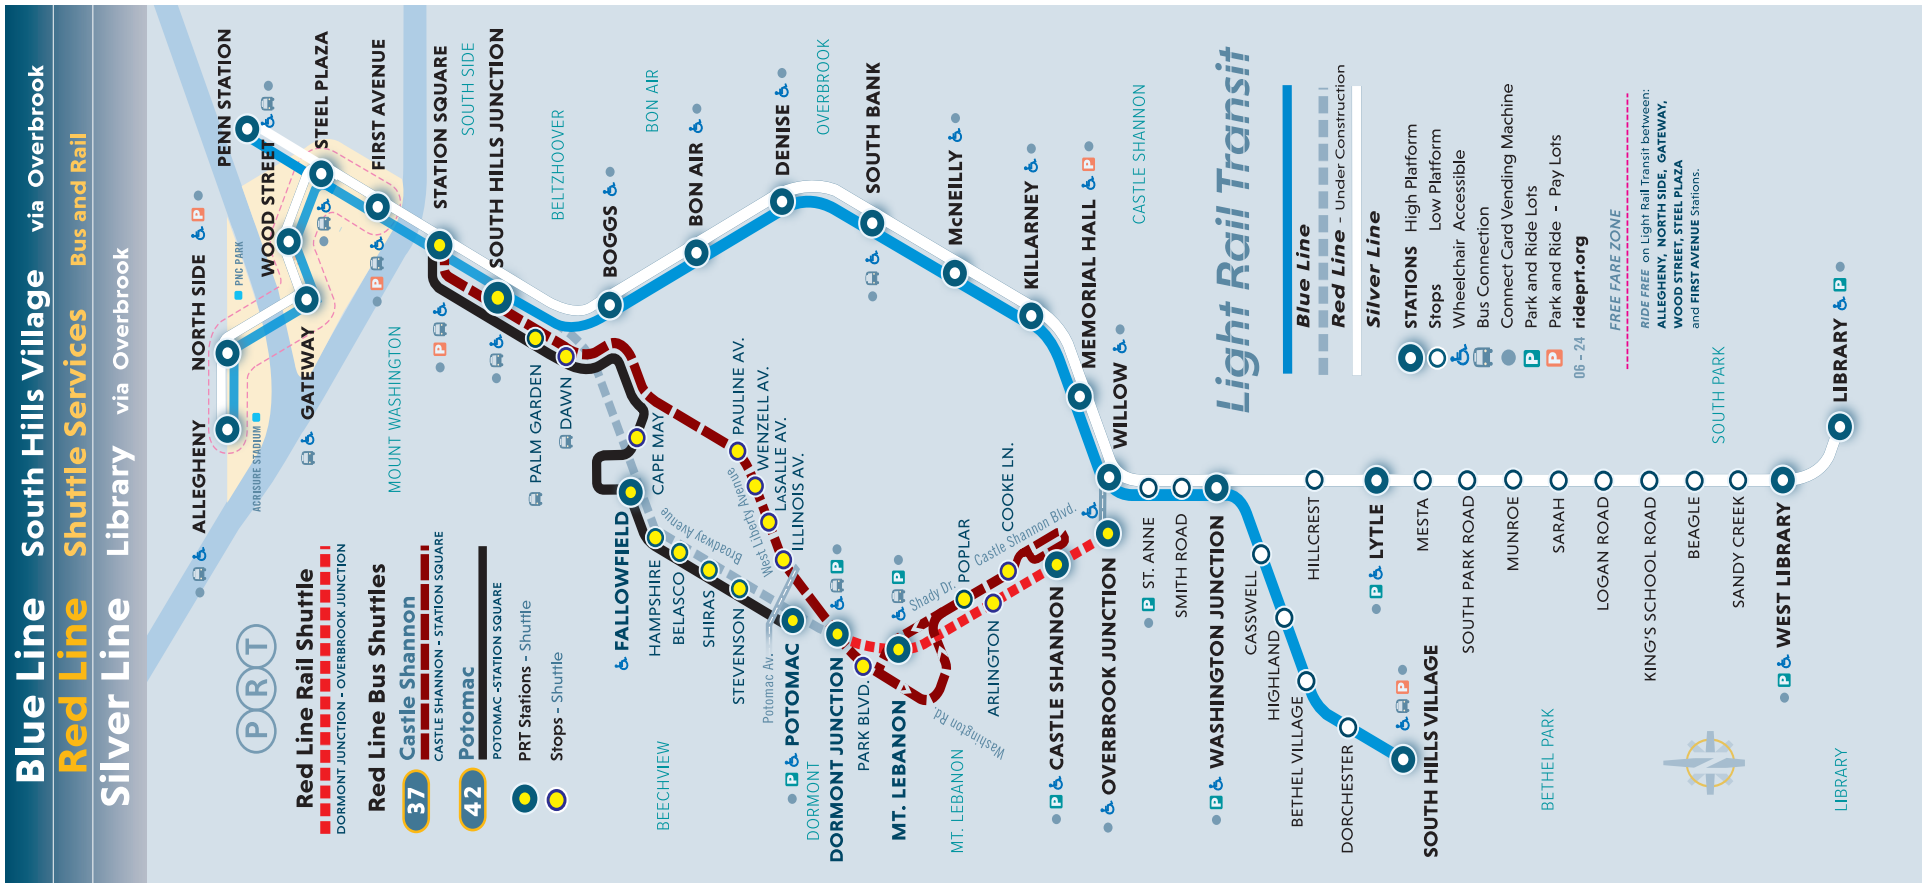 Blue Line South Hills Village via Overbrook
Red Line Shuttle Services Bus and Rail
Silver Line Library via Overbrook
PRT
Red Line Rail Shuttle
DORMONT JUNCTION - OVERBROOK JUNCTION
Red Line Bus Shuttles
37
Castle Shannon
CASTLE SHANNON - STATION SQUARE
42
Potomac
POTOMAC -STATION SQUARE
PRT Stations - Shuttle
Stops - Shuttle
ALLEGHENY
NORTH SIDE
P
PENN STATION
WOOD STREET
STEEL PLAZA
FIRST AVENUE
P
GATEWAY
PNC PARK
ACRISURE STADIUM
STATION SQUARE
P
SOUTH SIDE
SOUTH HILLS JUNCTION
MOUNT WASHINGTON
BELTZHOOVER
BOGGS
BON AIR
BON AIR
DENISE
OVERBROOK
SOUTH BANK
McNEILLY
KILLARNEY
MEMORIAL HALL
P
WILLOW
CASTLE SHANNON
PALM GARDEN
DAWN
CAPE MAY
PAULINE AV.
WENZELL AV.
LASALLE AV.
ILLINOIS AV.
West Liberty Avenue
Broadway Avenue
FALLOWFIELD
HAMPSHIRE
BELASCO
SHIRAS
STEVENSON
Potomac Av.
P POTOMAC
BEECHVIEW
DORMONT
DORMONT JUNCTION
P
PARK BLVD.
MT. LEBANON
P
MT. LEBANON
Washington Rd.
Shady Dr.
POPLAR
ARLINGTON
COOKE LN.
Castle Shannon Blvd.
P CASTLE SHANNON
OVERBROOK JUNCTION
P ST. ANNE
SMITH ROAD
P WASHINGTON JUNCTION
CASSWELL
HIGHLAND
BETHEL VILLAGE
DORCHESTER
SOUTH HILLS VILLAGE
P P
HILLCREST
P LYTLE
MESTA
SOUTH PARK ROAD
MUNROE
SARAH
LOGAN ROAD
KING'S SCHOOL ROAD
BEAGLE
SANDY CREEK
P WEST LIBRARY
LIBRARY
P
BETHEL PARK
SOUTH PARK
LIBRARY
N
Light Rail Transit
Blue Line
Red Line - Under Construction
Silver Line
STATIONS High Platform
Stops Low Platform
Wheelchair Accessible
Bus Connection
Connect Card Vending Machine
P Park and Ride Lots
P Park and Ride - Pay Lots
06 - 24 rideprt.org
FREE FARE ZONE
RIDE FREE on Light Rail Transit between:
ALLEGHENY, NORTH SIDE, GATEWAY,
WOOD STREET, STEEL PLAZA
and FIRST AVENUE Stations.